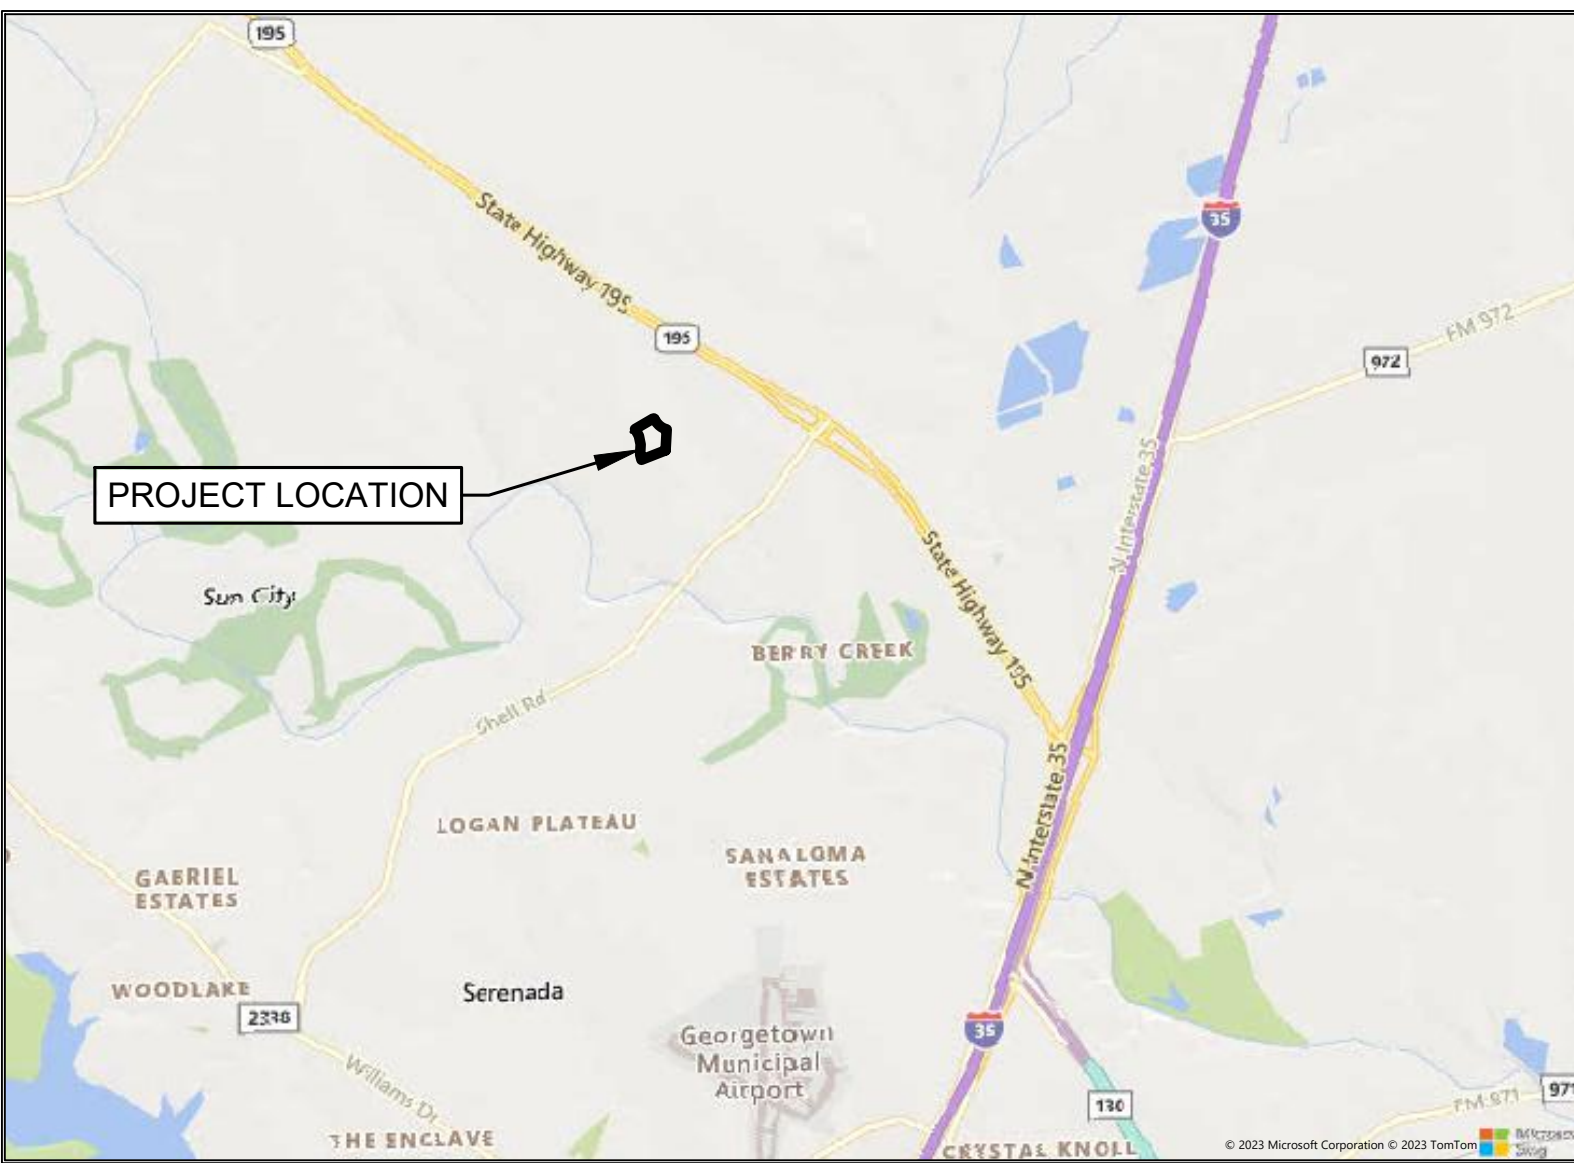 195
State Highway 195
195
35
FM 972
972
N Interstate 35
PROJECT LOCATION
Sun City
State Highway 195
BERRY CREEK
Shell Rd
N Interstate 35
LOGAN PLATEAU
SANALOMA
ESTATES
GABRIEL
ESTATES
WOODLAKE
Serenada
2338
35
Georgetown
Municipal
Airport
Williams Dr
130
FM 971
971
THE ENCLAVE
CRYSTAL KNOLL
© 2023 Microsoft Corporation © 2023 TomTom